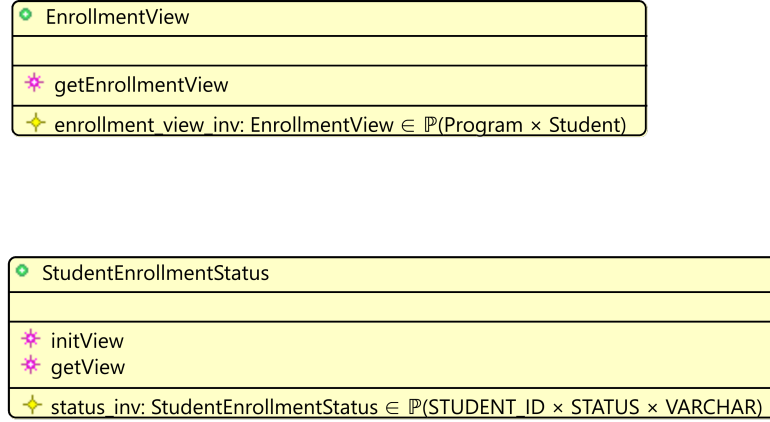 EnrollmentView
getEnrollmentView
enrollment_view_inv: EnrollmentView ∈ ℙ(Program × Student)
StudentEnrollmentStatus
initView
getView
status_inv: StudentEnrollmentStatus ∈ ℙ(STUDENT_ID × STATUS × VARCHAR)